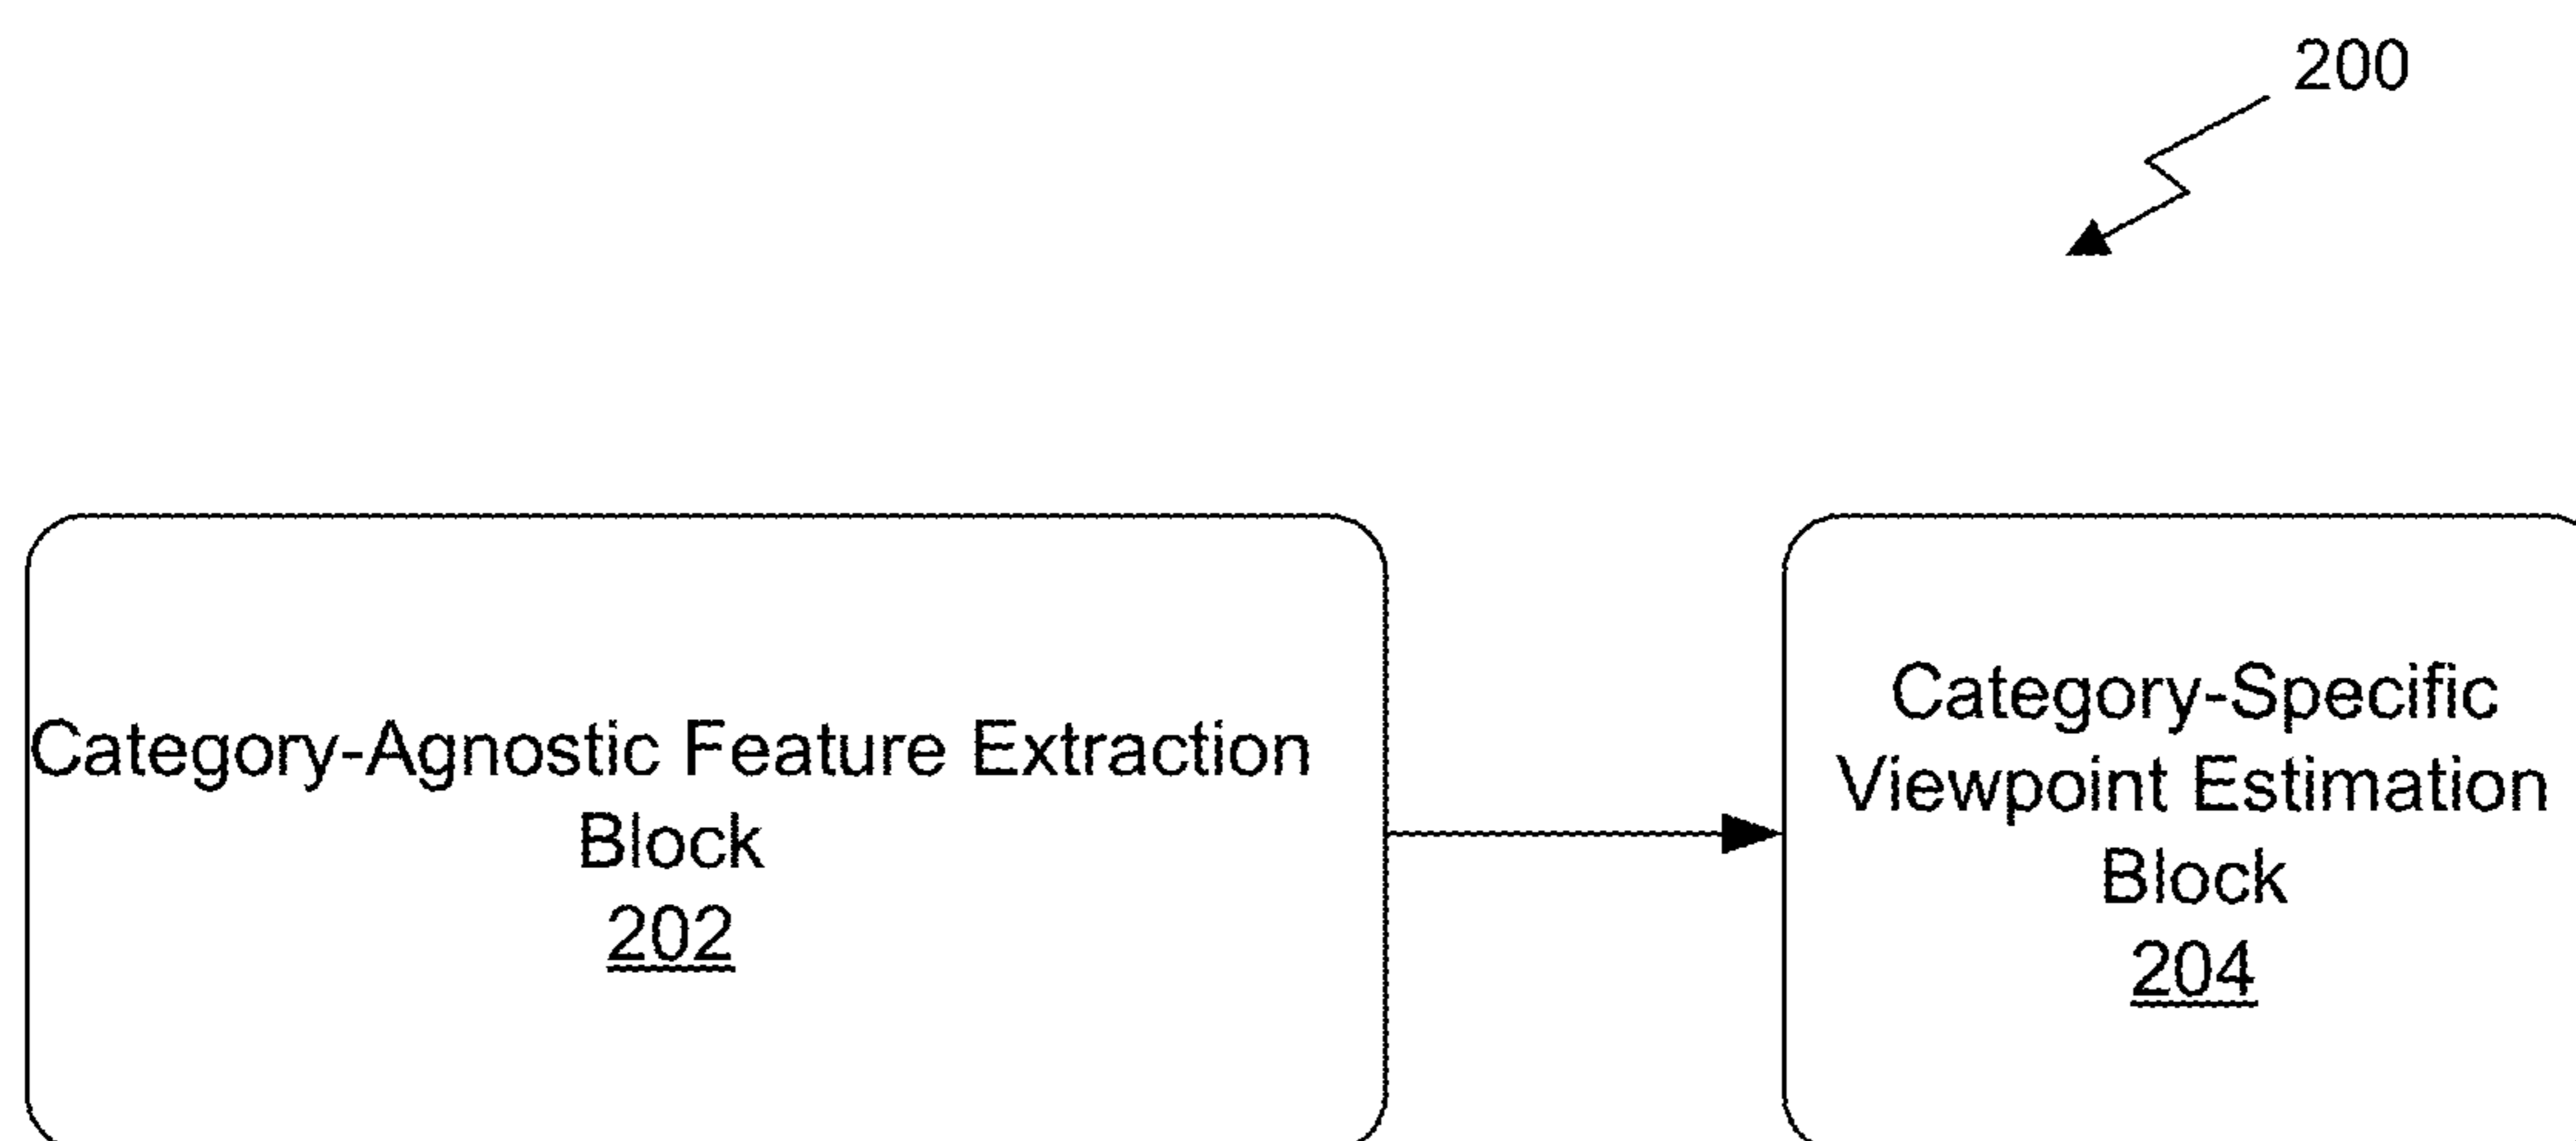 200
Category-Agnostic Feature Extraction
Block
202
Category-Specific
Viewpoint Estimation
Block
204